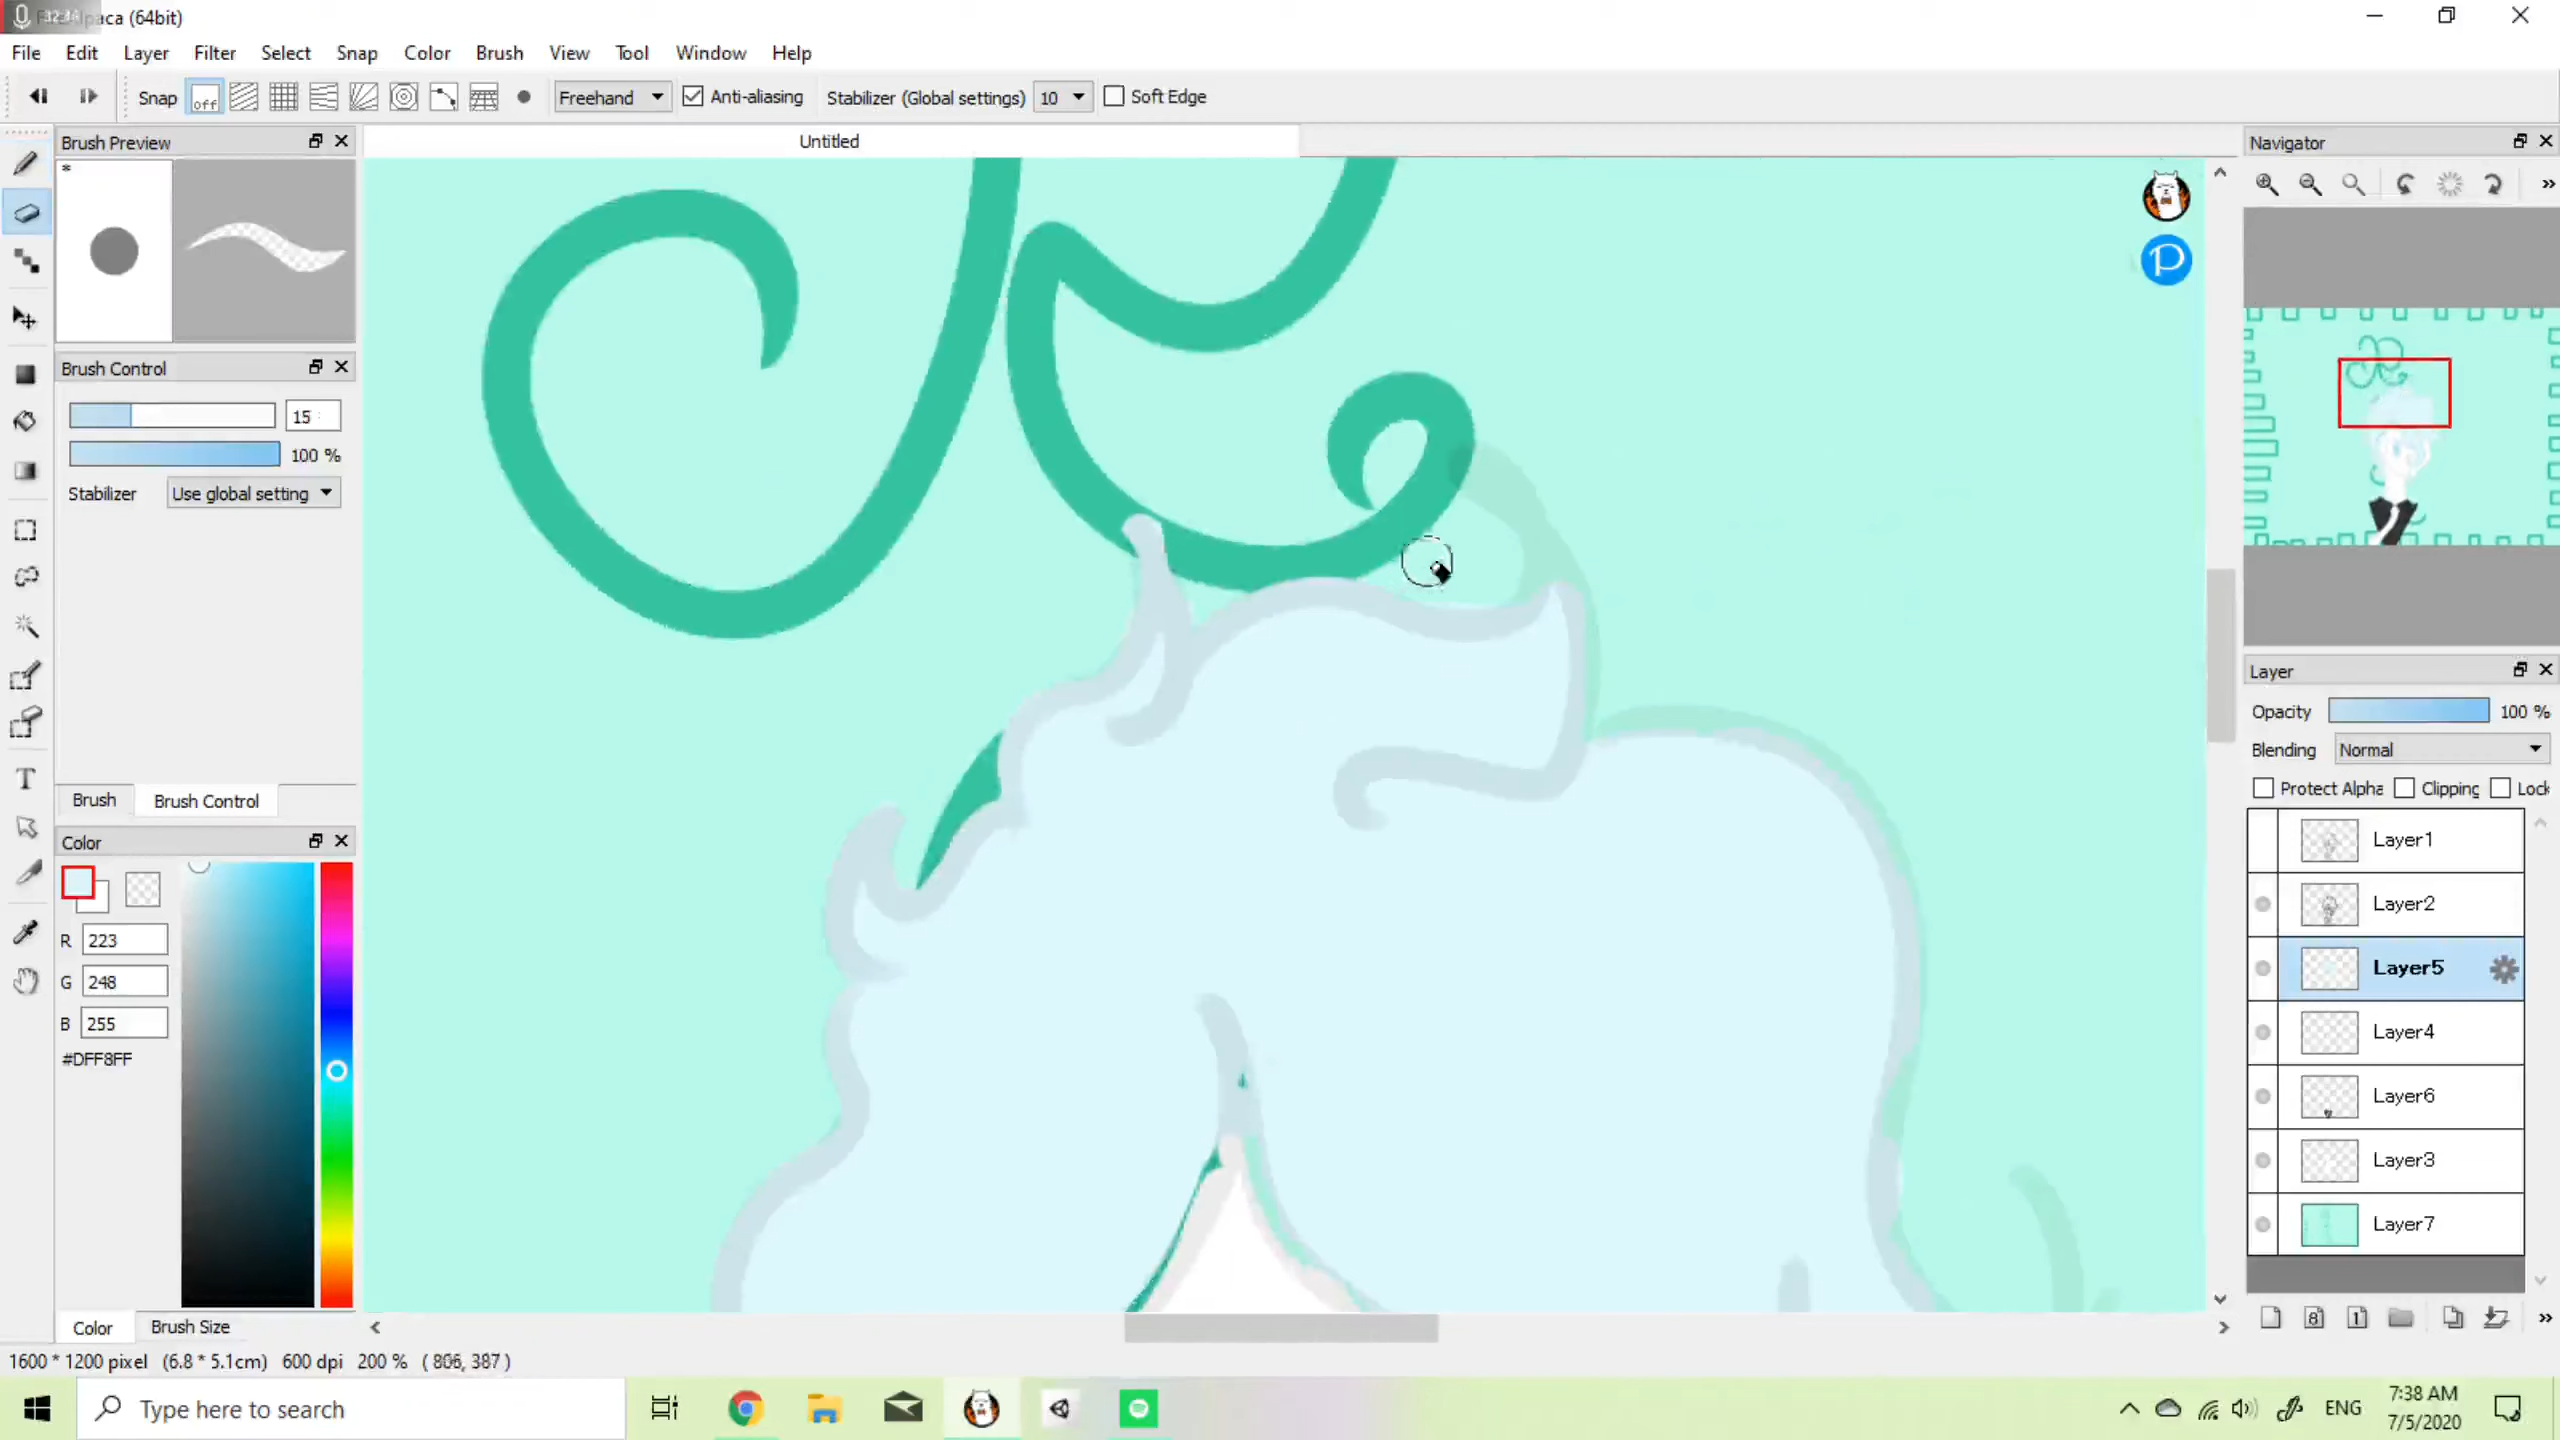 aca (64bit)
File Edit Layer Filter Select Snap Color Brush View Tool Window Help
Snap off Freehand Anti-aliasing Stabilizer (Global settings) 10 Soft Edge
Brush Preview
Untitled
Navigator
*
P
Brush Control
15
100 %
Stabilizer Use global setting
Brush Brush Control
Color
R 223
G 248
B 255
#DFF8FF
Color Brush Size
Layer
Opacity 100 %
Blending Normal
Protect Alpha Clipping Lock
Layer1
Layer2
Layer5
Layer4
Layer6
Layer3
Layer7
8 1
T
1600 * 1200 pixel (6.8 * 5.1cm) 600 dpi 200 % ( 806, 387 )
Type here to search
ENG
7:38 AM
7/5/2020